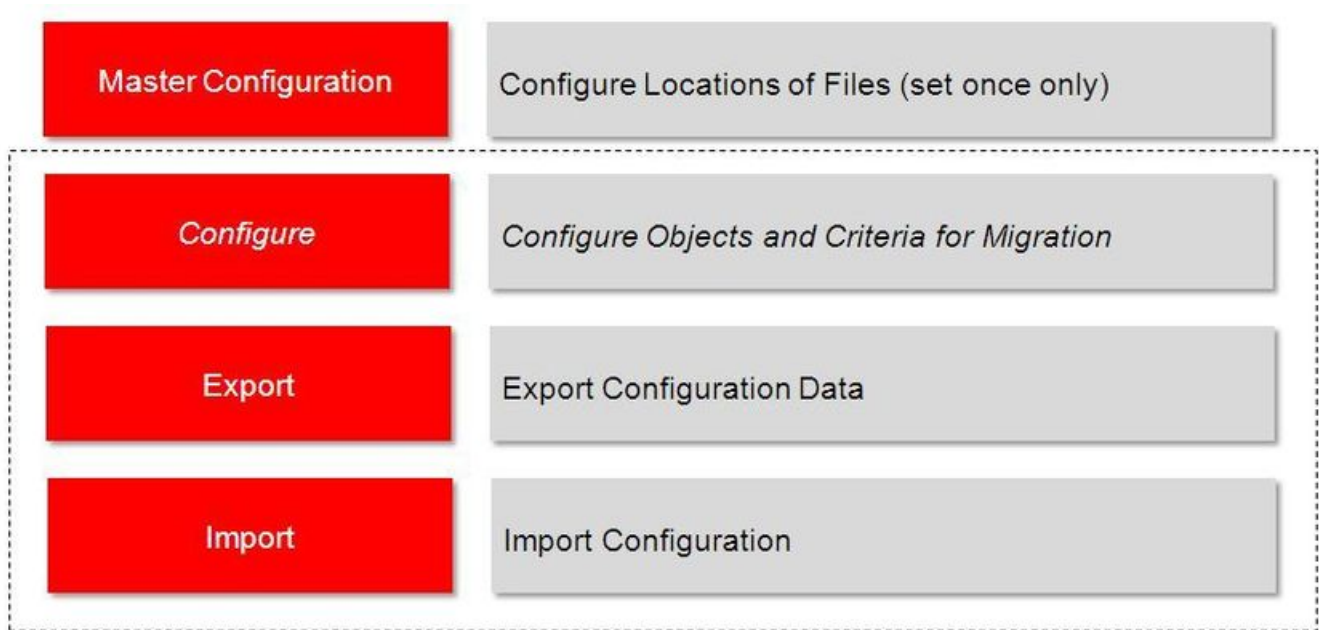 Master Configuration
Configure Locations of Files (set once only)
Configure
Configure Objects and Criteria for Migration
Export
Export Configuration Data
Import
Import Configuration